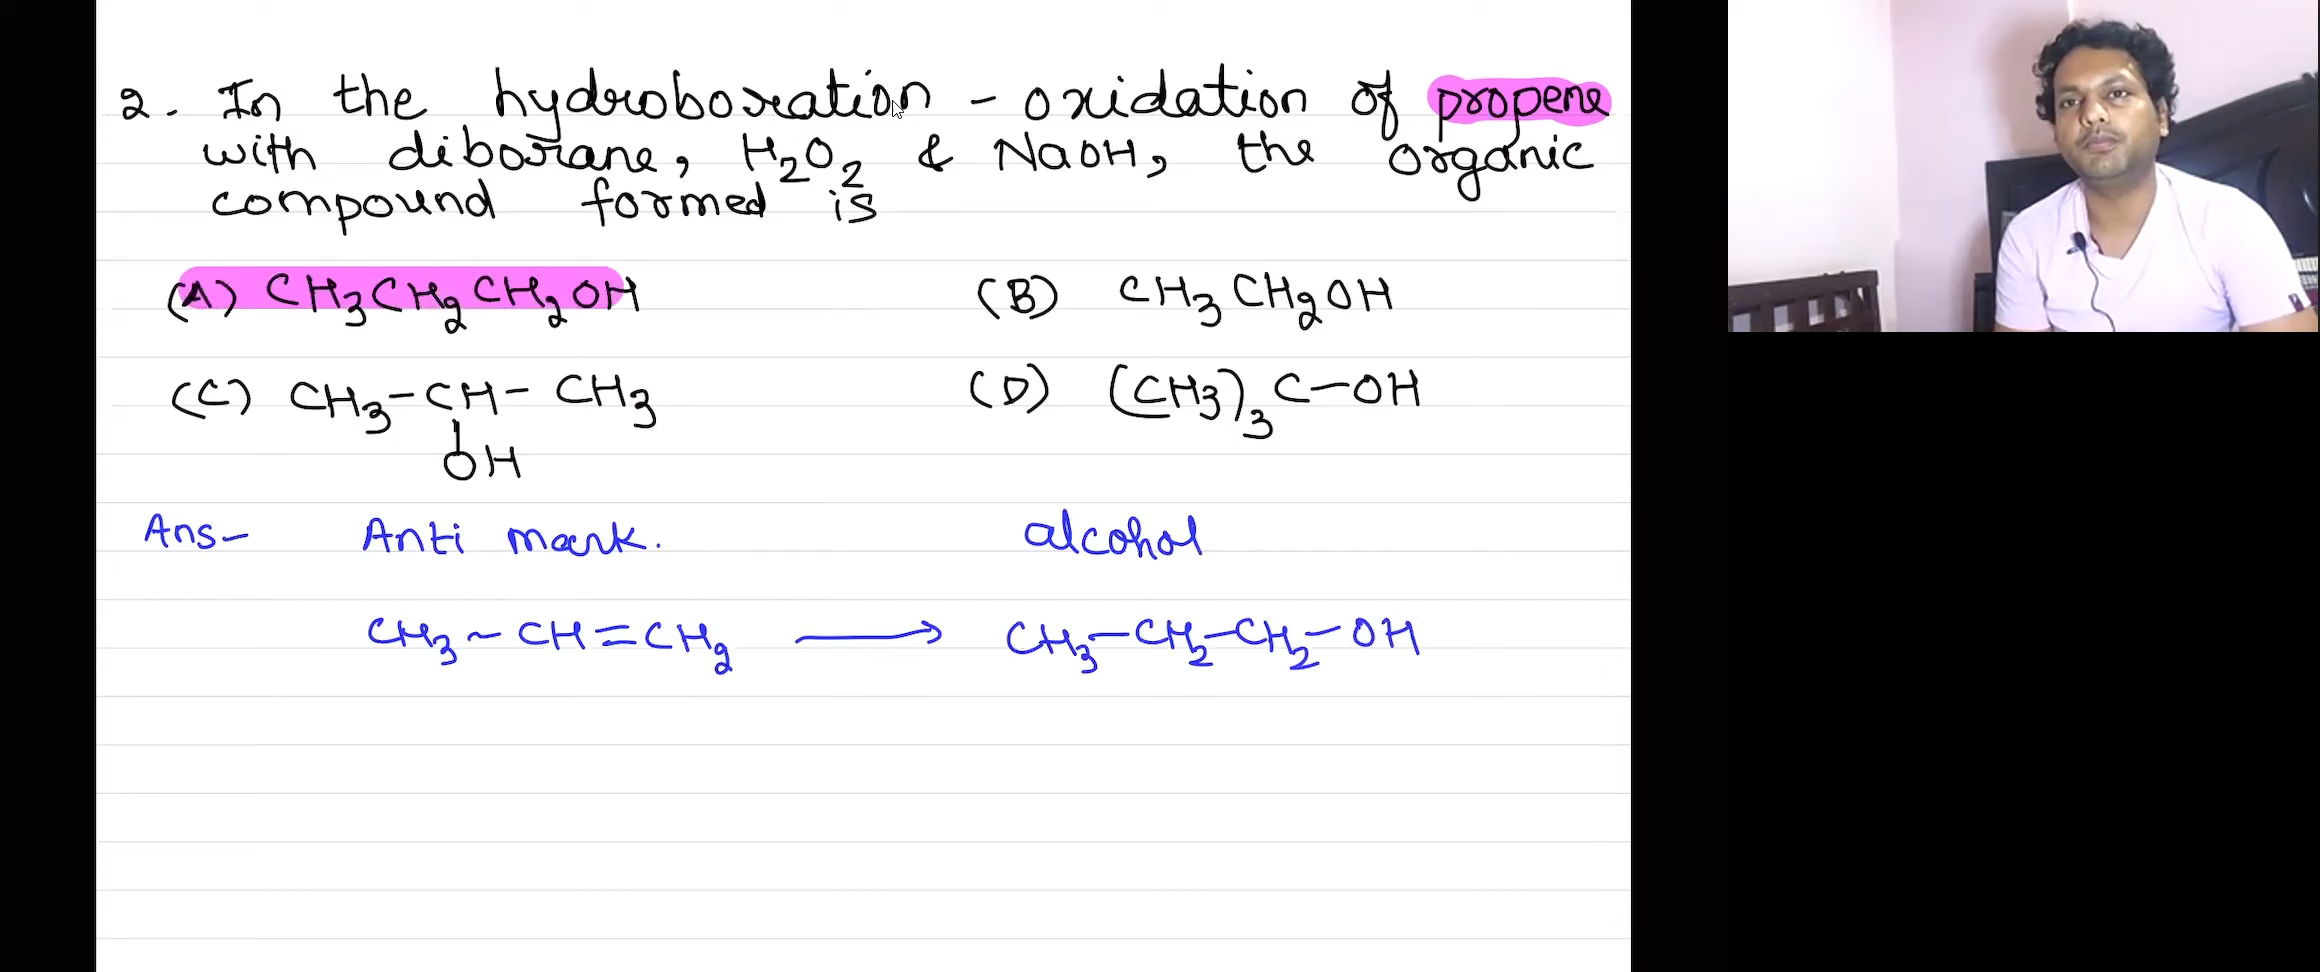 2. In the hydroboration - oxidation of propene
with diborane, H₂O₂ & NaOH, the organic
compound formed is
(A) CH₃CH₂CH₂OH (B) CH₃CH₂OH
(C) CH₃-CH-CH₃ (D) (CH₃)₃C-OH
OH
Ans- Anti mark. alcohol
CH₃-CH=CH₂ → CH₃-CH₂-CH₂-OH